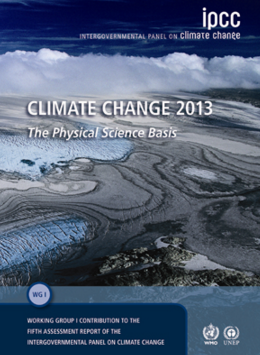 ipcc
INTERGOVERNMENTAL PANEL ON climate change
CLIMATE CHANGE 2013
The Physical Science Basis
WG I
WORKING GROUP I CONTRIBUTION TO THE
FIFTH ASSESSMENT REPORT OF THE
INTERGOVERNMENTAL PANEL ON CLIMATE CHANGE
WMO UNEP